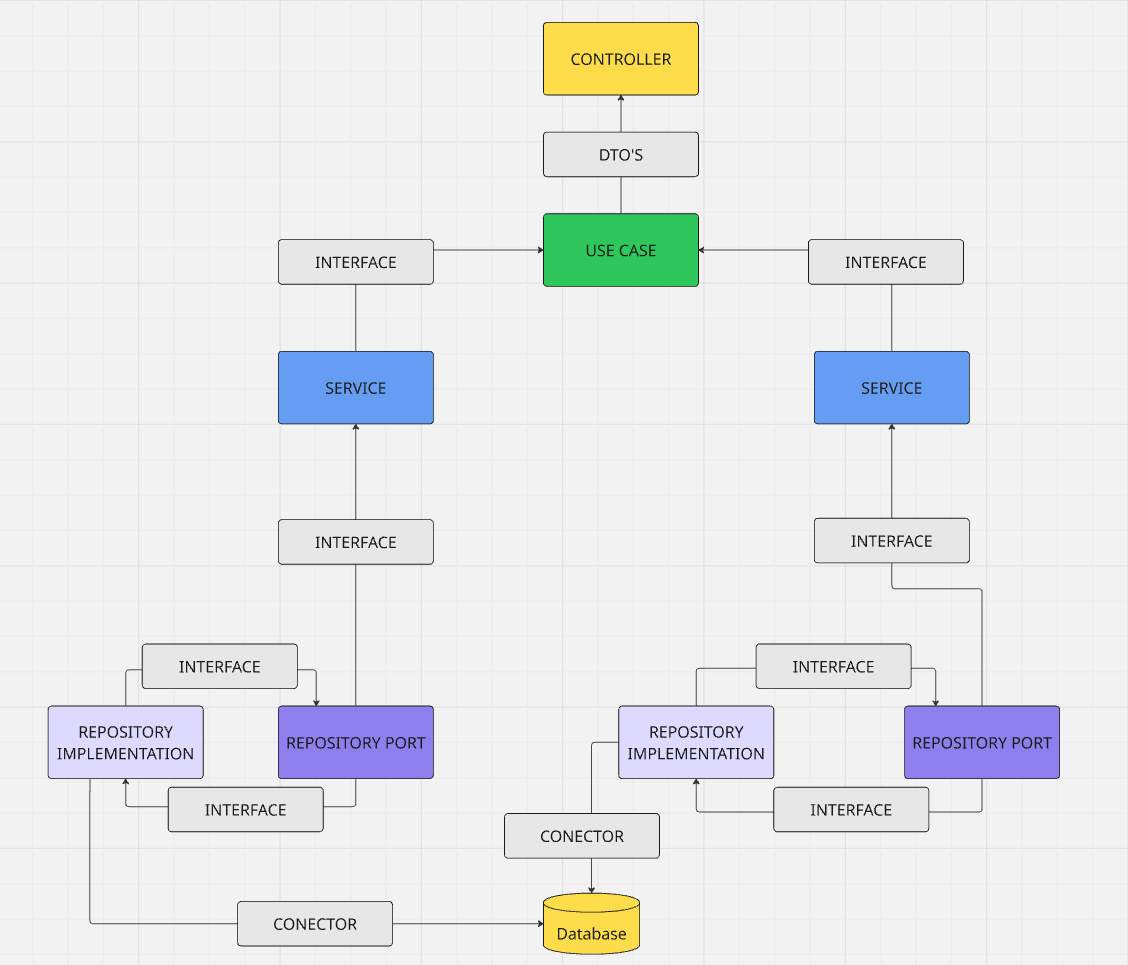 CONTROLLER
DTO'S
USE CASE
INTERFACE
INTERFACE
SERVICE
SERVICE
INTERFACE
INTERFACE
INTERFACE
INTERFACE
REPOSITORY
IMPLEMENTATION
REPOSITORY PORT
REPOSITORY
IMPLEMENTATION
REPOSITORY PORT
INTERFACE
INTERFACE
CONECTOR
CONECTOR
Database